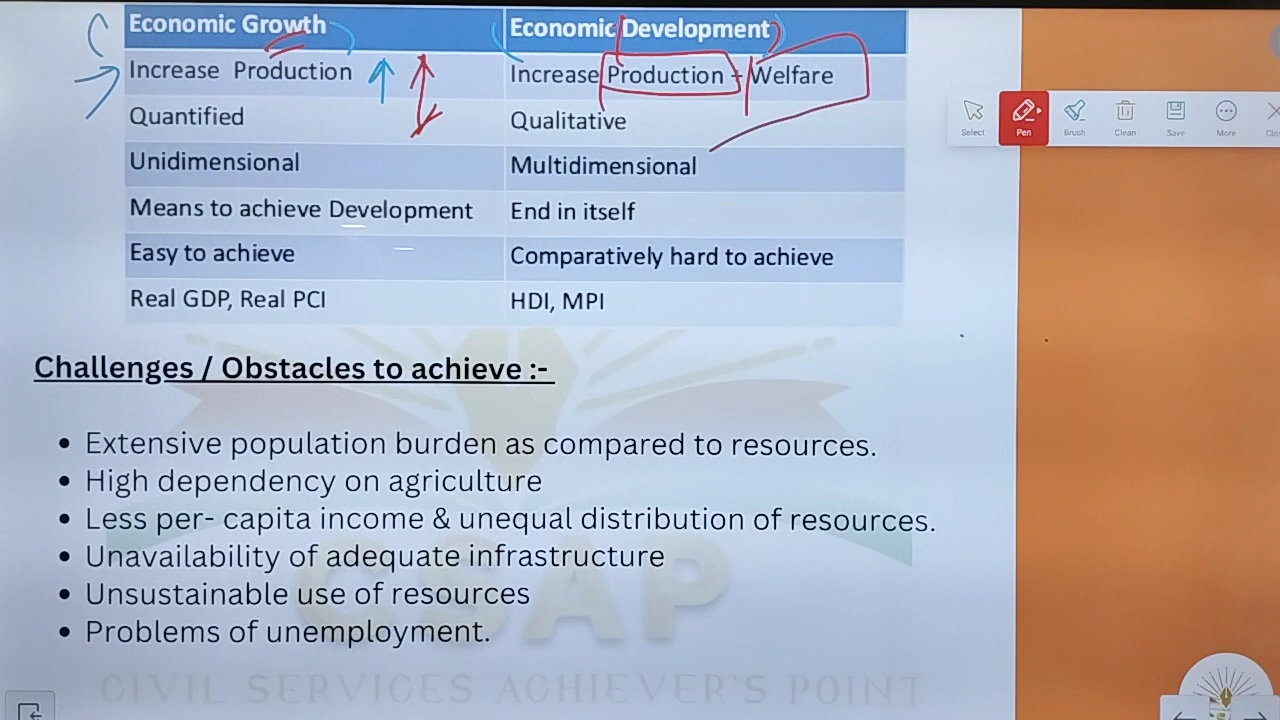 Economic Growth Economic Development
Increase Production Increase Production + Welfare
Quantified Qualitative
Unidimensional Multidimensional
Means to achieve Development End in itself
Easy to achieve Comparatively hard to achieve
Real GDP, Real PCI HDI, MPI
Select Pen Brush Clean Save More Clo
Challenges / Obstacles to achieve :-
• Extensive population burden as compared to resources.
• High dependency on agriculture
• Less per- capita income & unequal distribution of resources.
• Unavailability of adequate infrastructure
• Unsustainable use of resources
• Problems of unemployment.
CSAP
CIVIL SERVICES ACHIEVER'S POINT